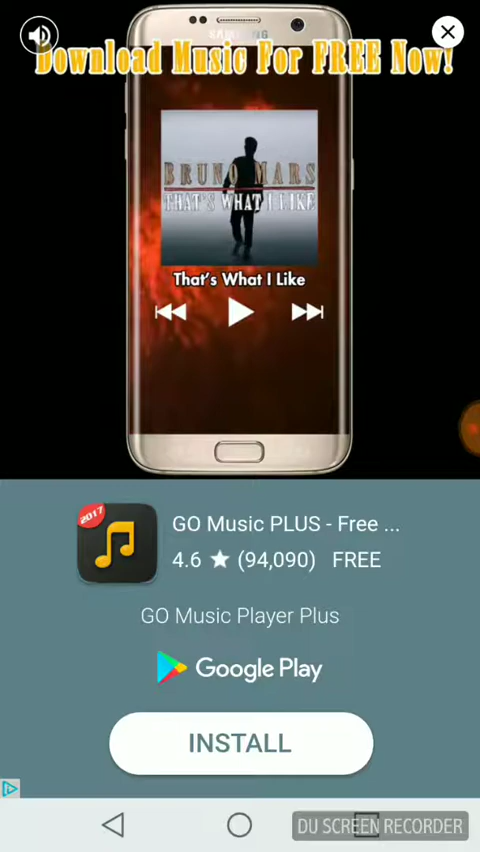 SAMSUNG
Download Music For FREE Now!
BRUNO MARS
THAT'S WHAT I LIKE
That's What I Like
2017
GO Music PLUS - Free ...
4.6 ★ (94,090) FREE
GO Music Player Plus
Google Play
INSTALL
DU SCREEN RECORDER